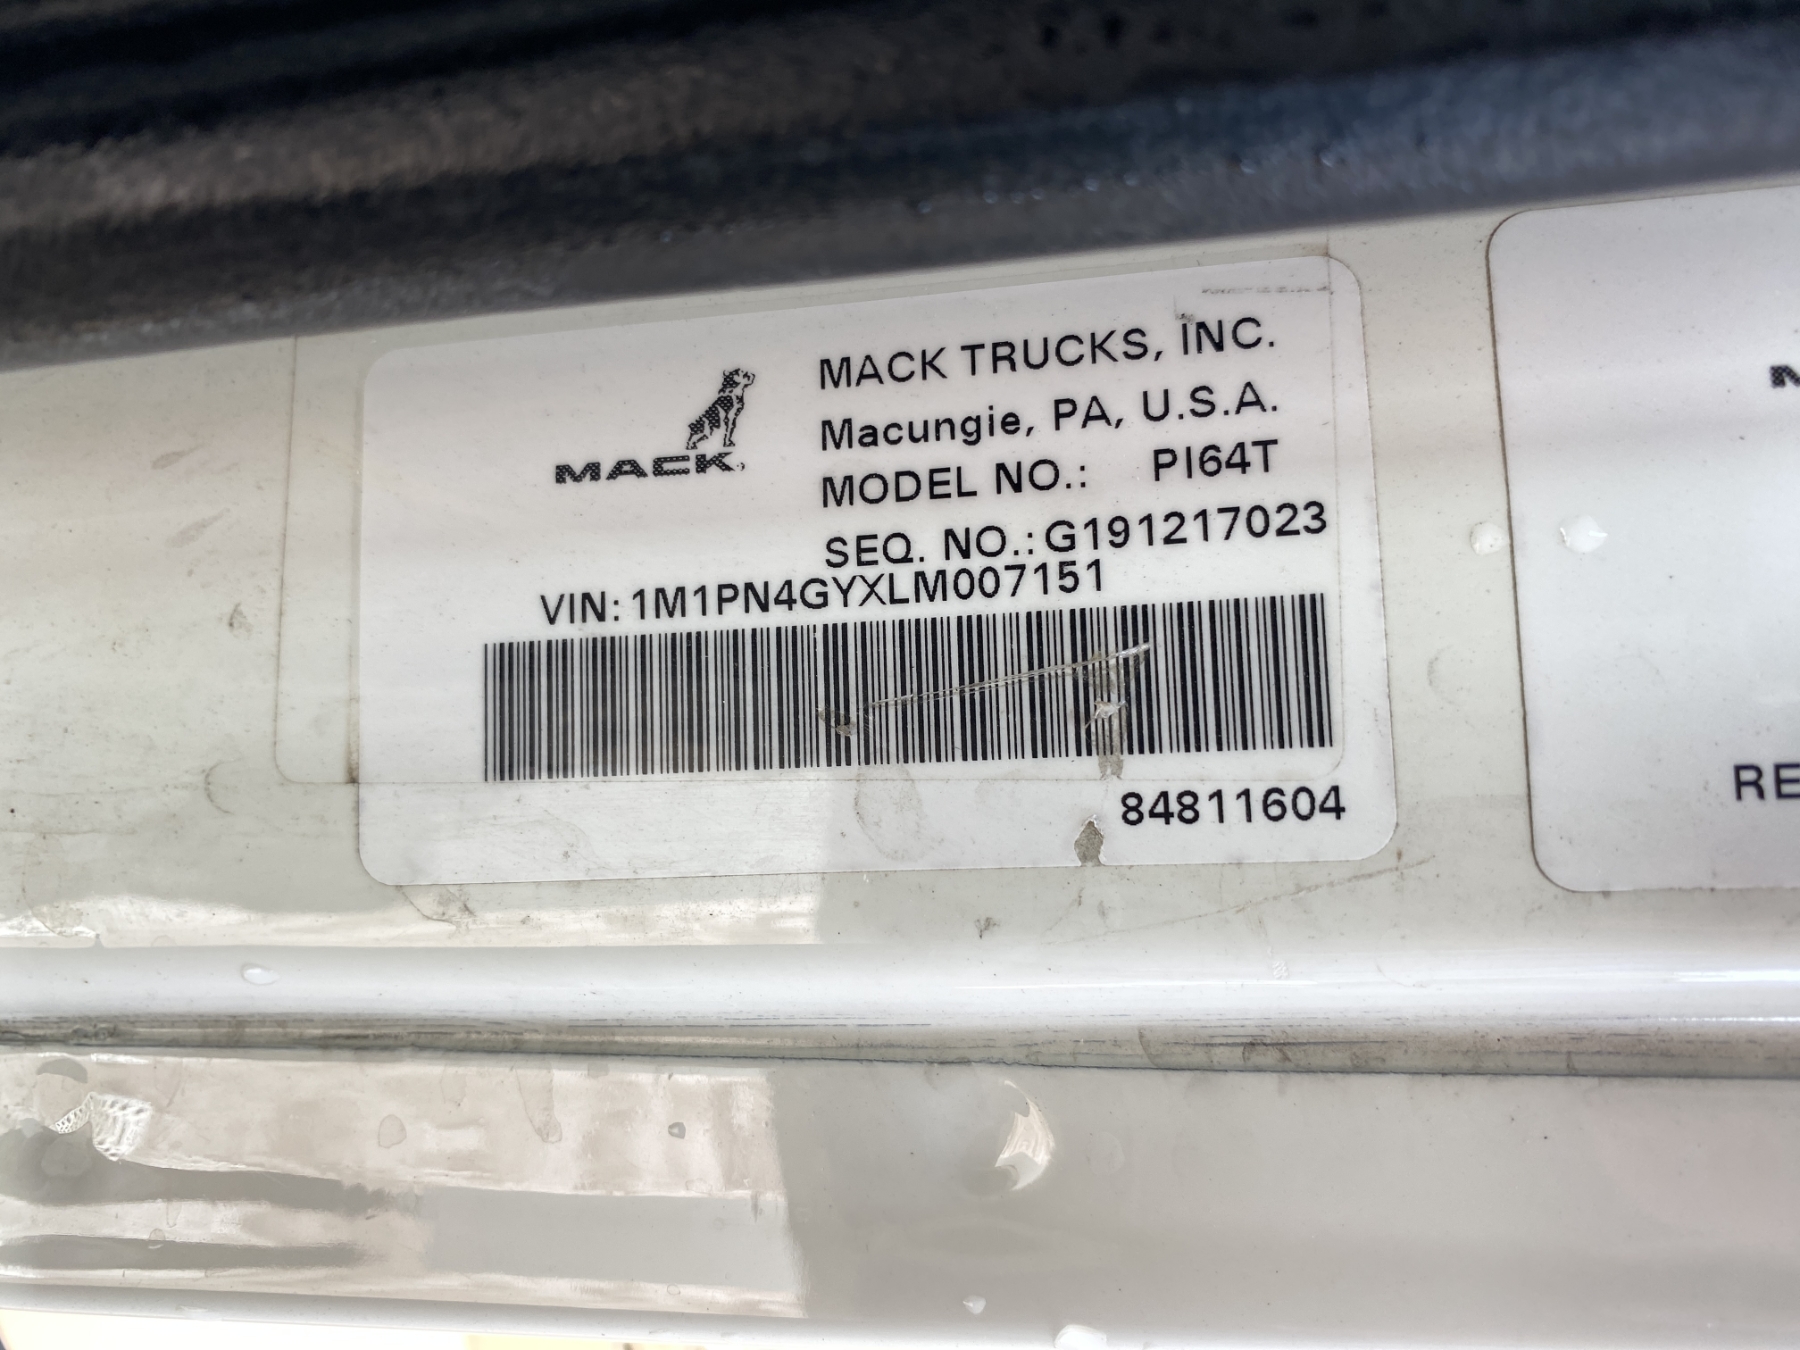 MACK
MACK TRUCKS, INC.
Macungie, PA, U.S.A.
MODEL NO.: PI64T
SEQ. NO.: G191217023
VIN: 1M1PN4GYXLM007151
84811604
RE